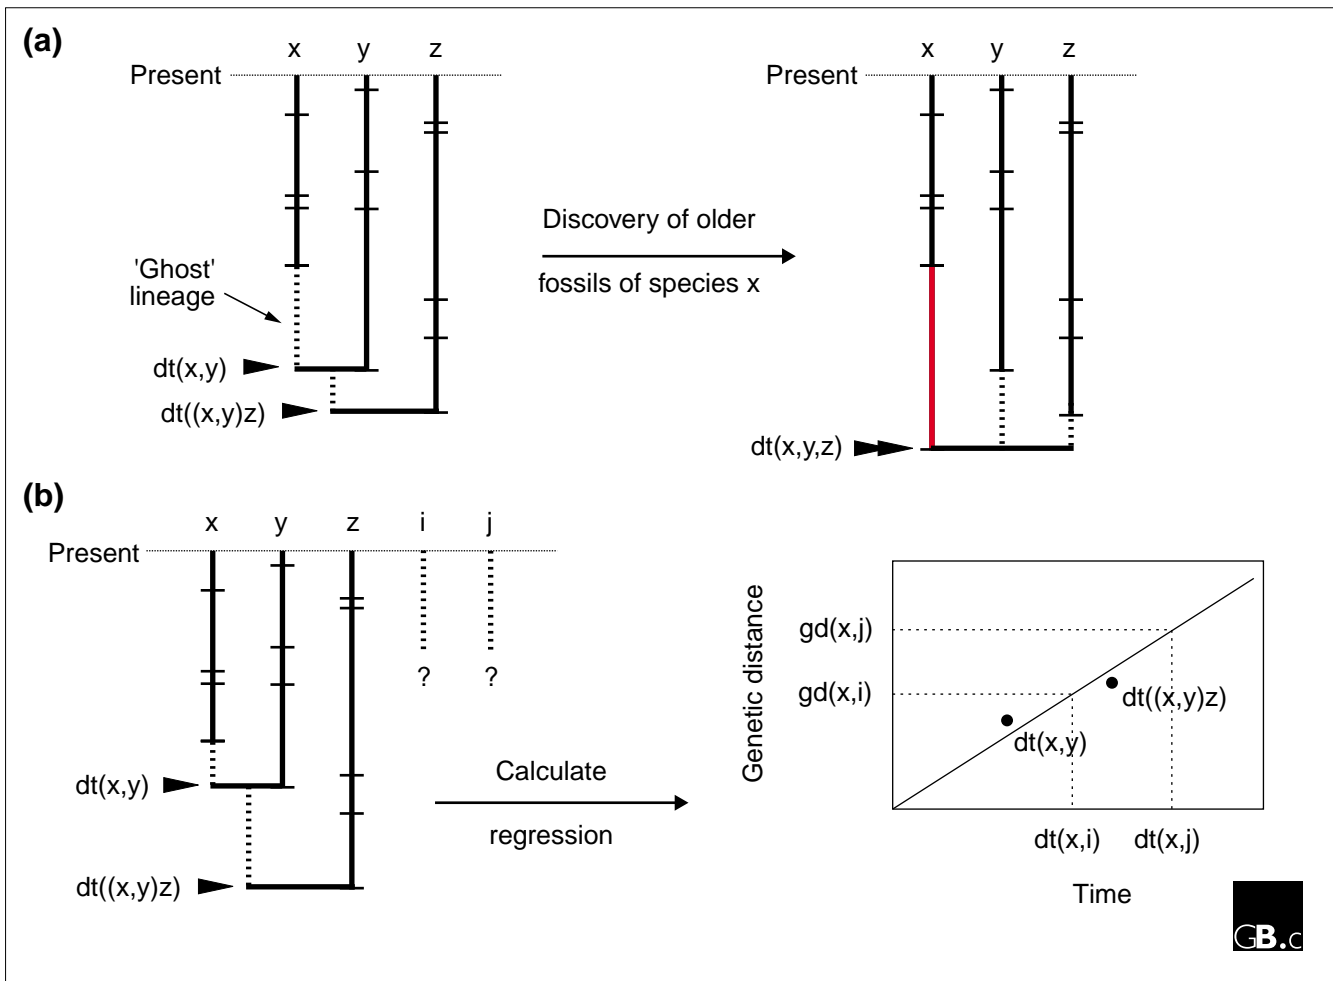 (a)
x y z
Present
'Ghost'
lineage
dt(x,y)
dt((x,y)z)
Discovery of older
fossils of species x
x y z
Present
dt(x,y,z)
(b)
x y z i j
Present
? ?
dt(x,y)
dt((x,y)z)
Calculate
regression
Genetic distance
gd(x,j)
gd(x,i)
dt((x,y)z)
dt(x,y)
dt(x,i) dt(x,j)
Time
GB.c